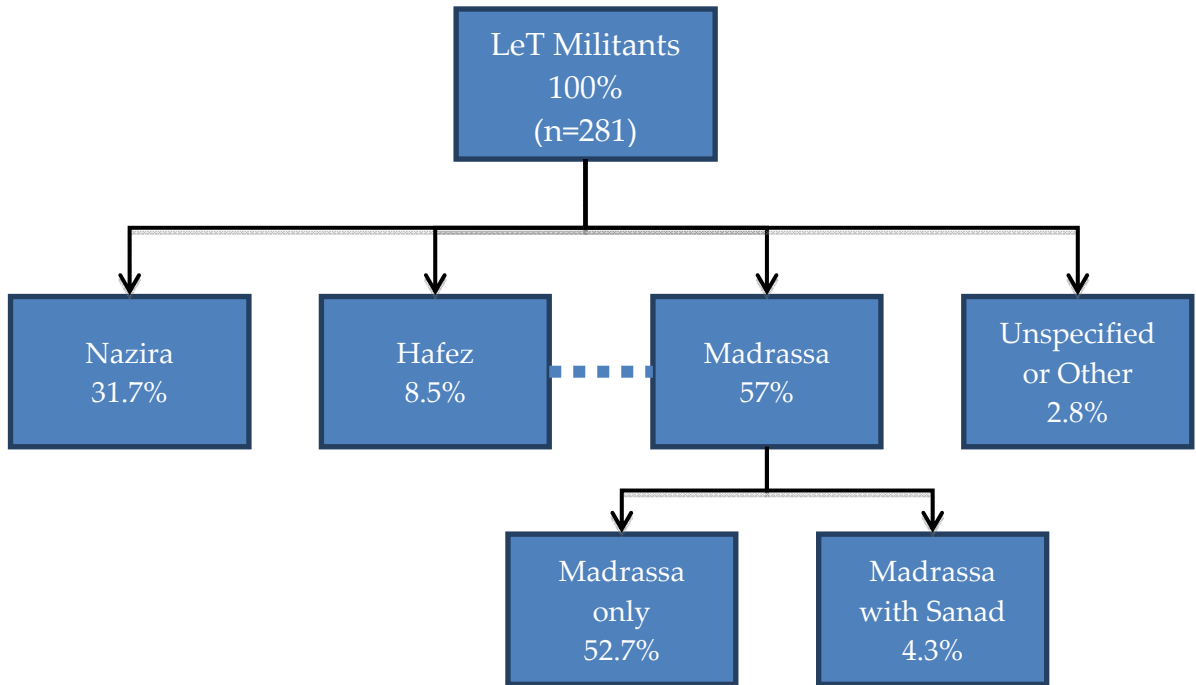 LeT Militants
100%
(n=281)
Nazira
31.7%
Hafez
8.5%
Madrassa
57%
Unspecified
or Other
2.8%
Madrassa
only
52.7%
Madrassa
with Sanad
4.3%